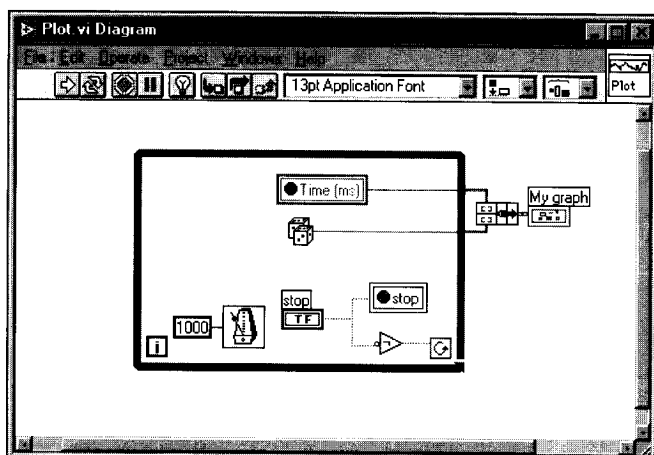 Plot.vi Diagram
File Edit Operate Project Windows Help
13pt Application Font
Plot
Time (ms)
My graph
stop
TF
stop
1000
i